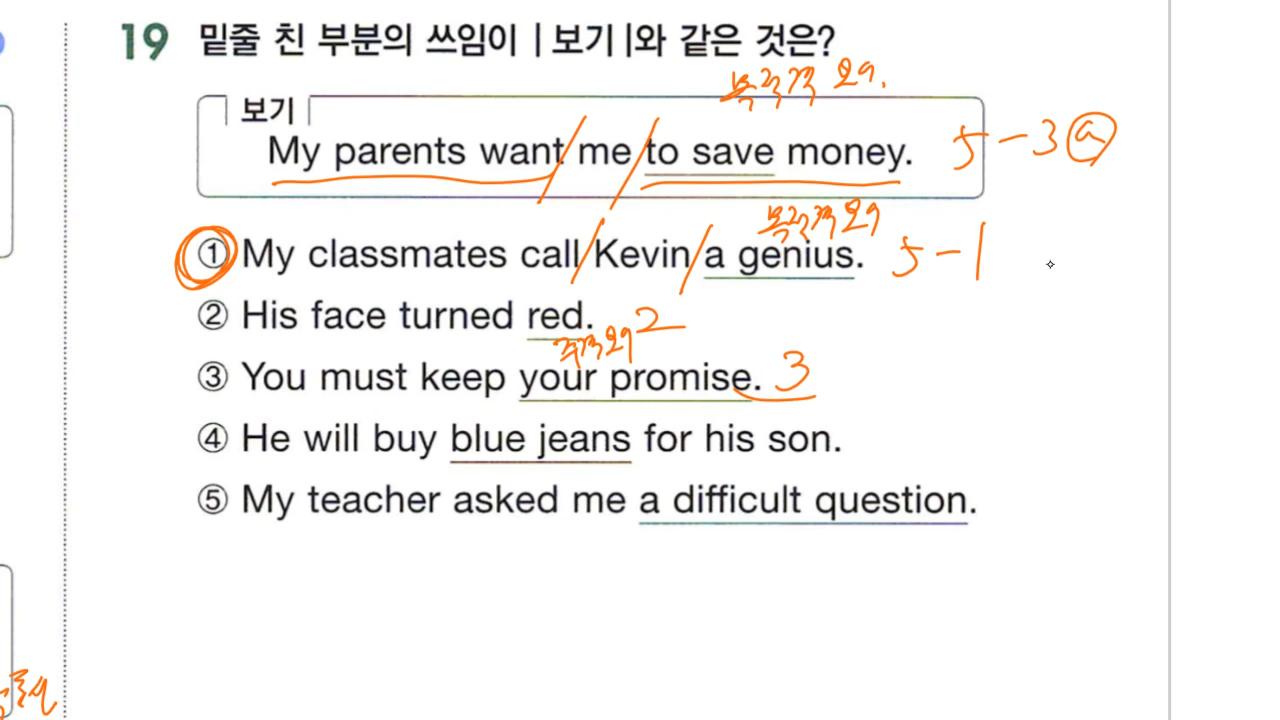 19 밑줄 친 부분의 쓰임이 | 보기 |와 같은 것은?
목적격 보어.
보기
My parents want / me / to save money. 5-3 ⓐ
목적격 보어
① My classmates call / Kevin / a genius. 5-1
② His face turned red. 2
주격 보어
③ You must keep your promise. 3
④ He will buy blue jeans for his son.
⑤ My teacher asked me a difficult question.